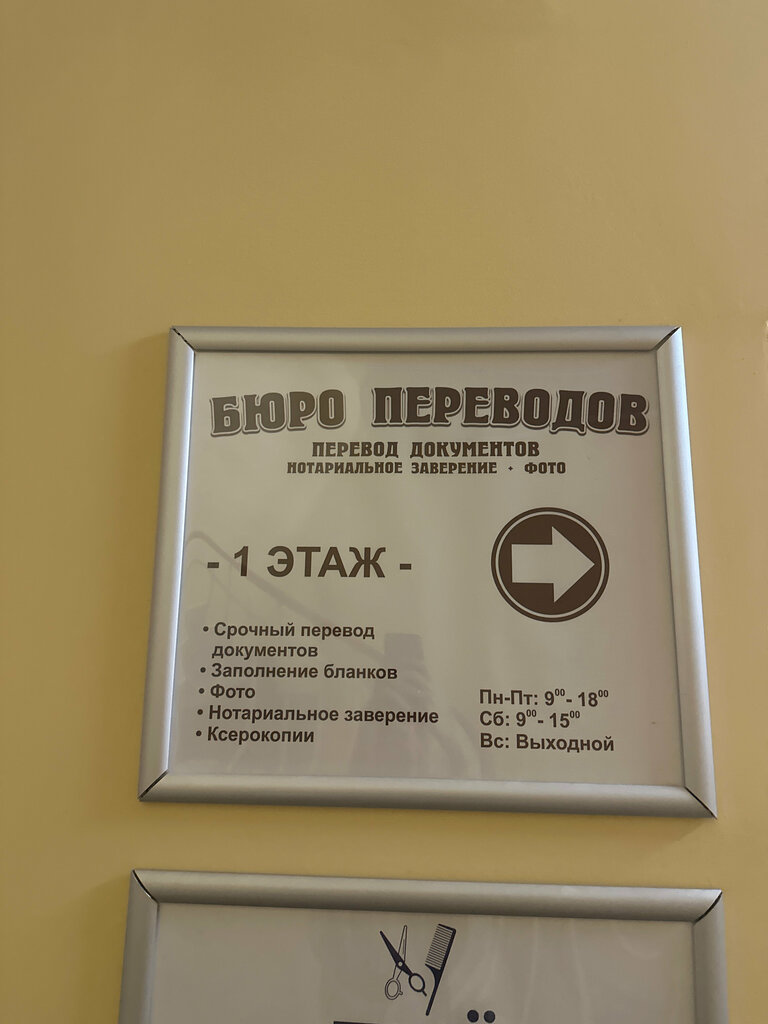 БЮРО ПЕРЕВОДОВ
ПЕРЕВОД ДОКУМЕНТОВ
НОТАРИАЛЬНОЕ ЗАВЕРЕНИЕ • ФОТО
- 1 ЭТАЖ -
• Срочный перевод
документов
• Заполнение бланков
• Фото
• Нотариальное заверение
• Ксерокопии
Пн-Пт: 9⁰⁰- 18⁰⁰
Сб: 9⁰⁰- 15⁰⁰
Вс: Выходной